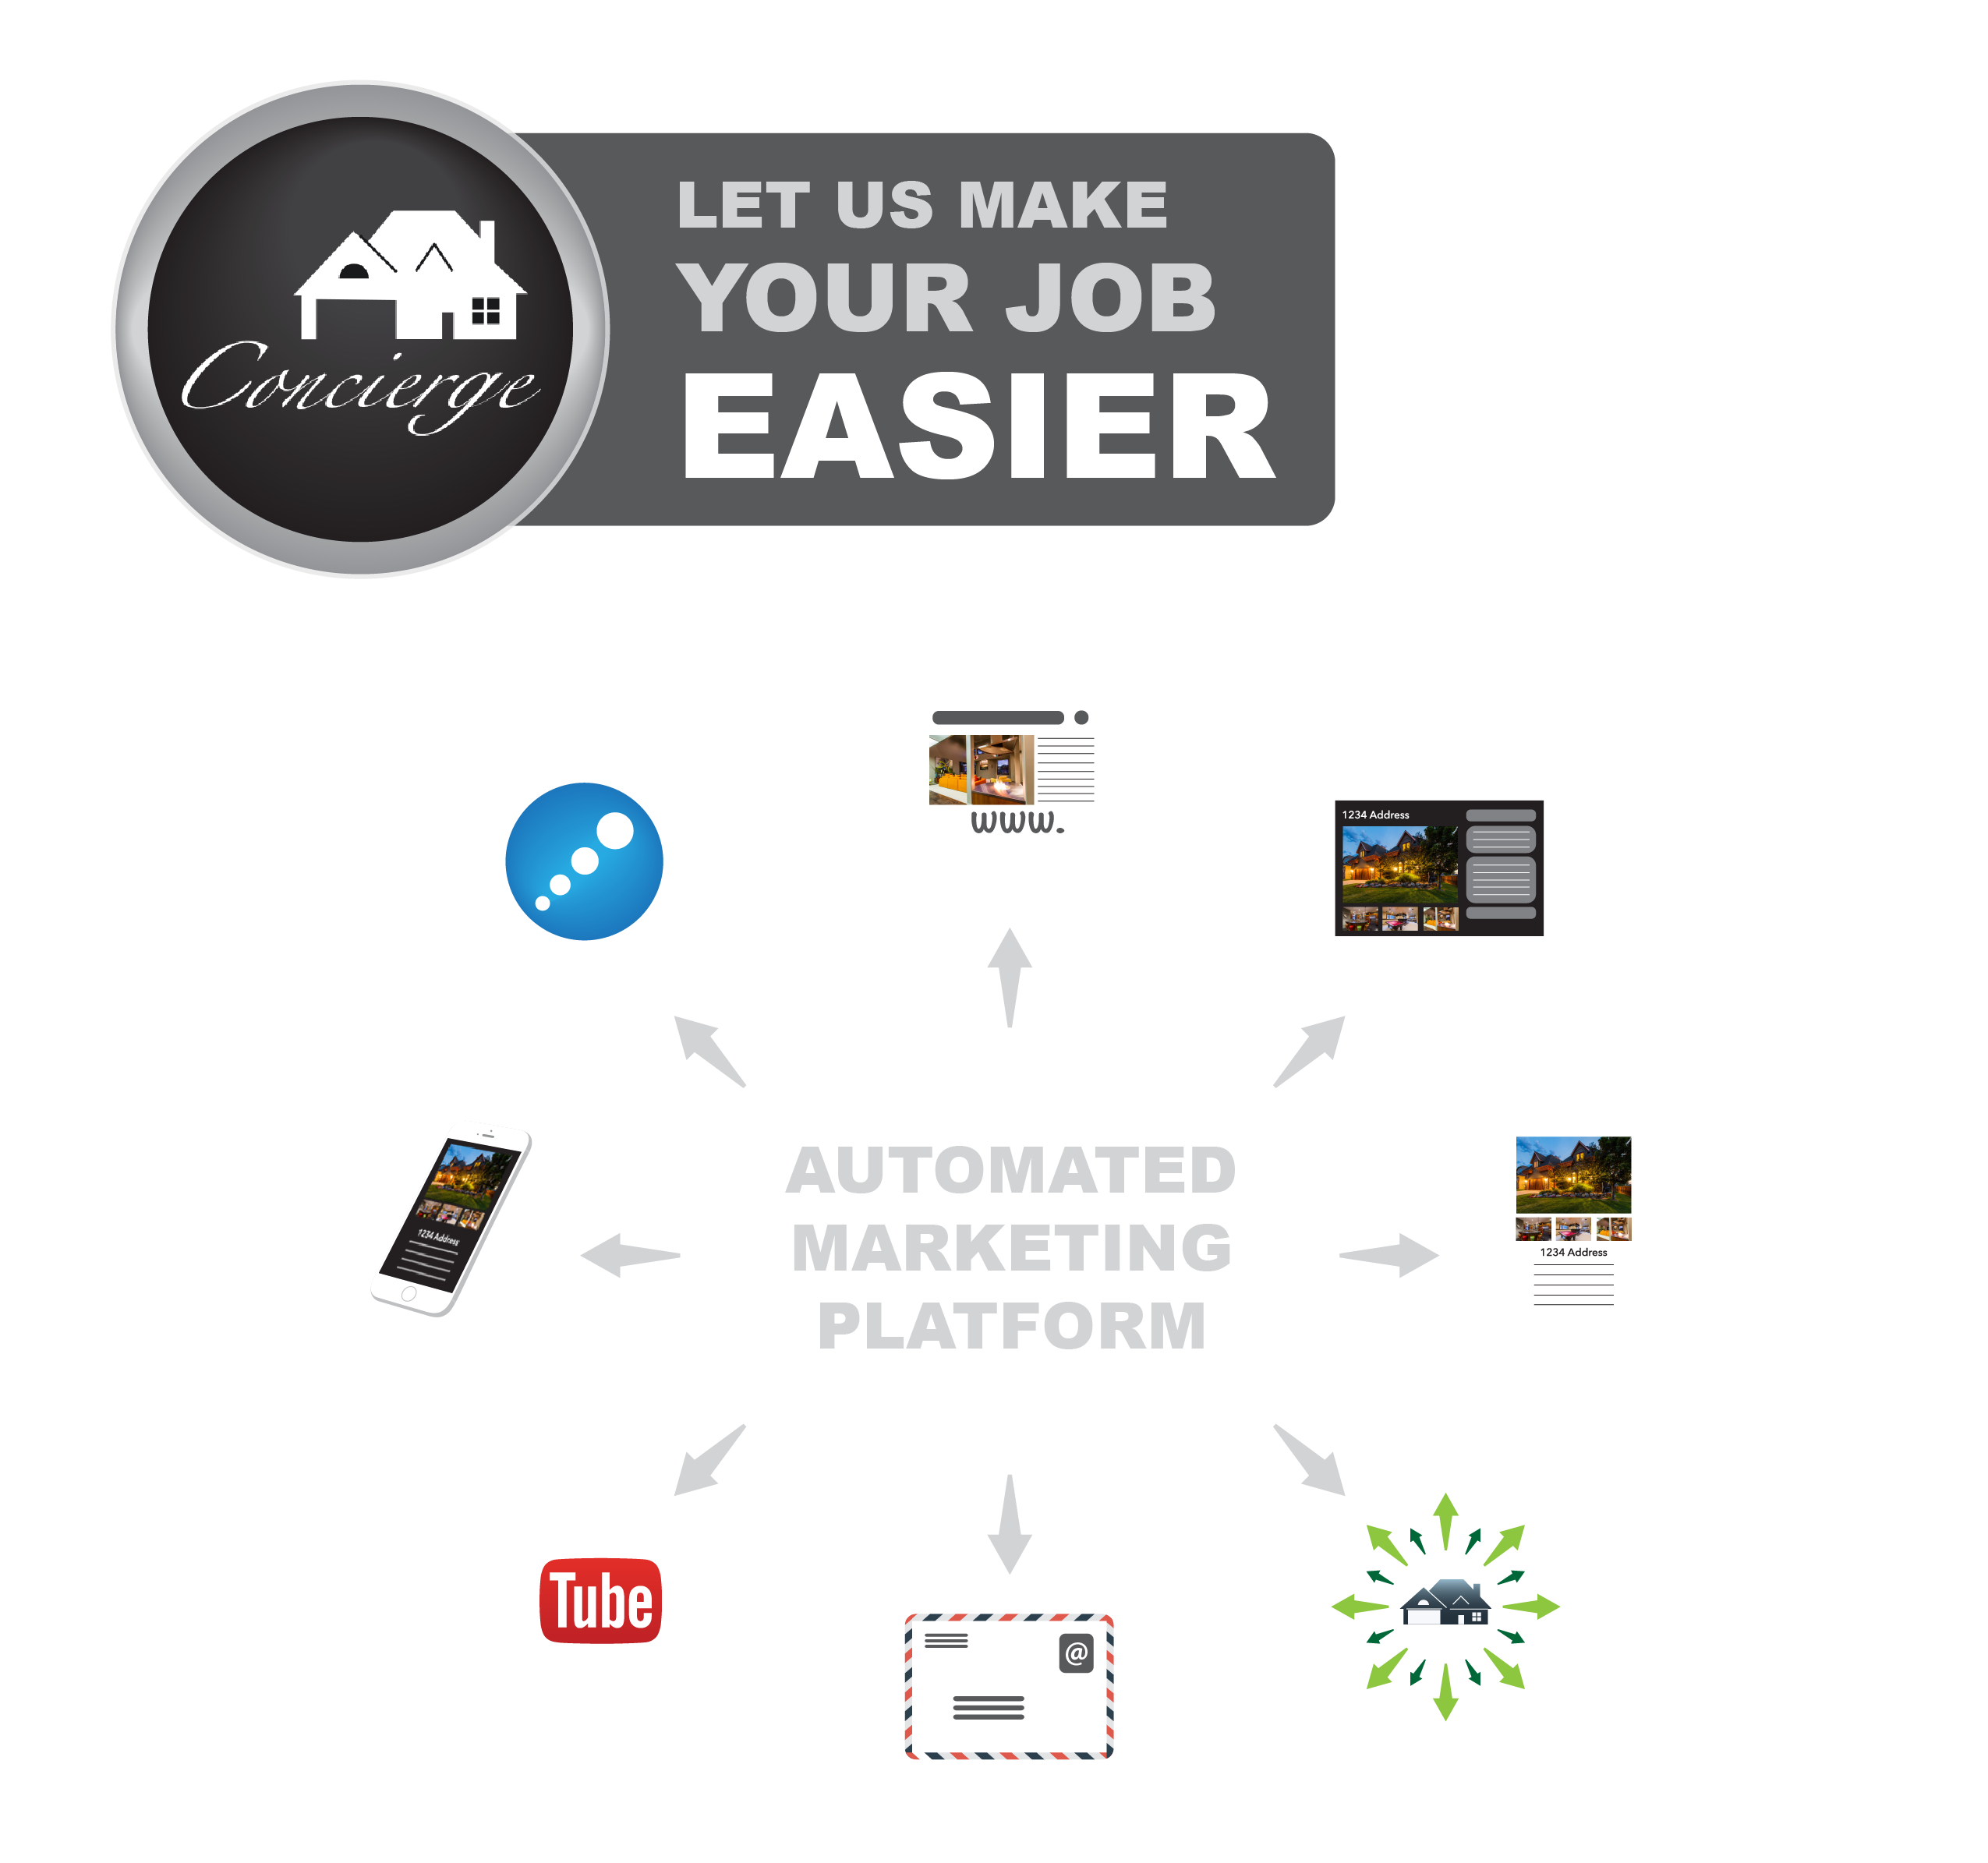 LET US MAKE
YOUR JOB
EASIER
Concierge
www.
1234 Address
AUTOMATED
MARKETING
PLATFORM
1234 Address
1234 Address
Tube
@